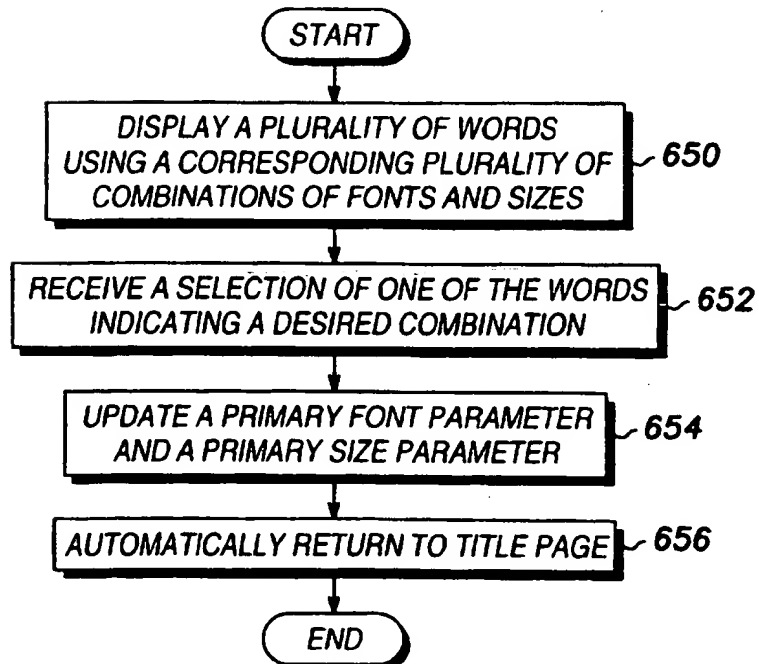 START
DISPLAY A PLURALITY OF WORDS
USING A CORRESPONDING PLURALITY OF
COMBINATIONS OF FONTS AND SIZES
650
RECEIVE A SELECTION OF ONE OF THE WORDS
INDICATING A DESIRED COMBINATION
652
UPDATE A PRIMARY FONT PARAMETER
AND A PRIMARY SIZE PARAMETER
654
AUTOMATICALLY RETURN TO TITLE PAGE
656
END